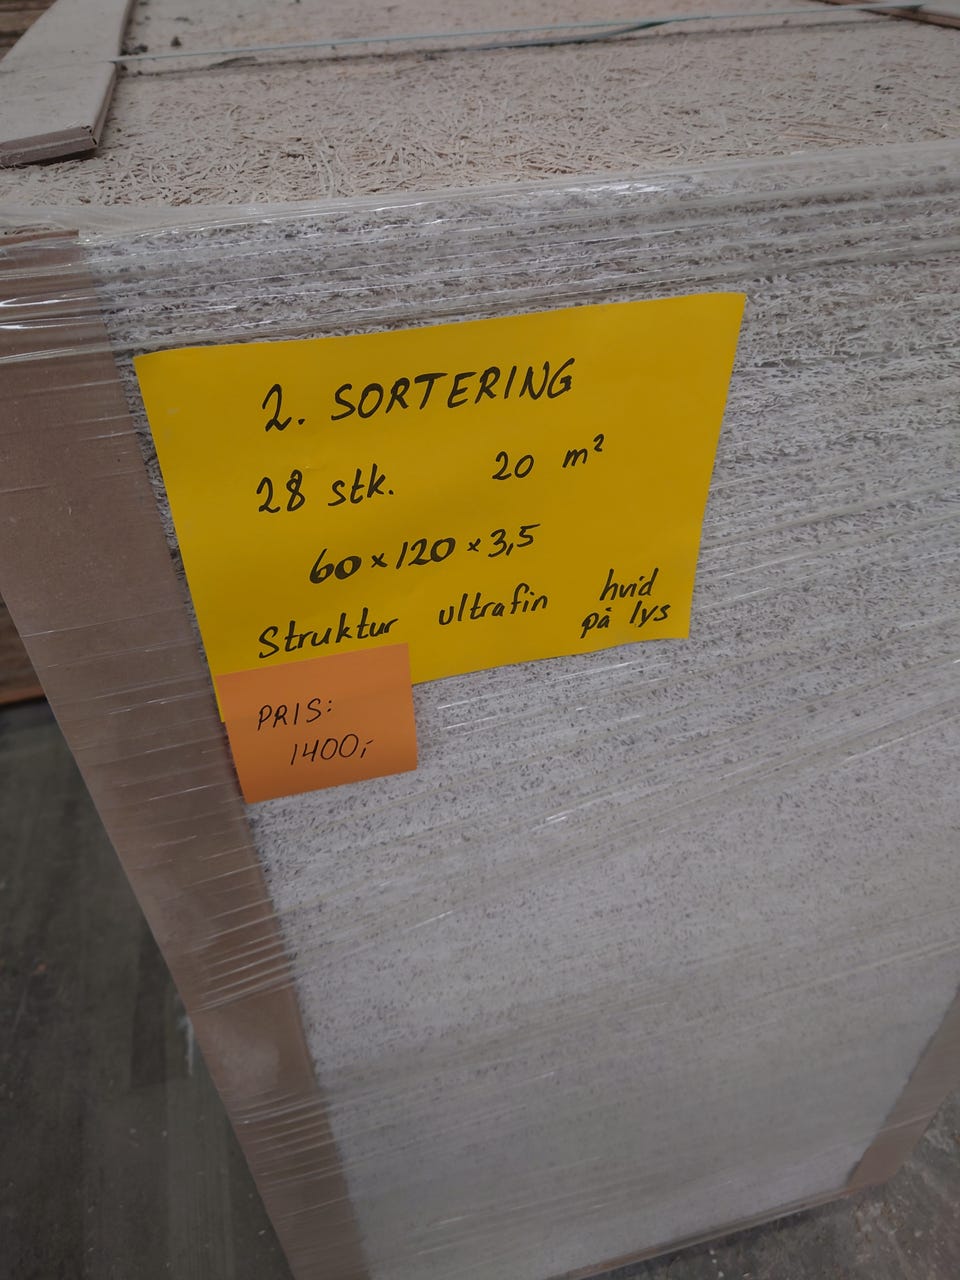 2. SORTERING
28 stk. 20 m²
60 x 120 x 3,5
Struktur ultrafin hvid
på lys
PRIS:
1400,-